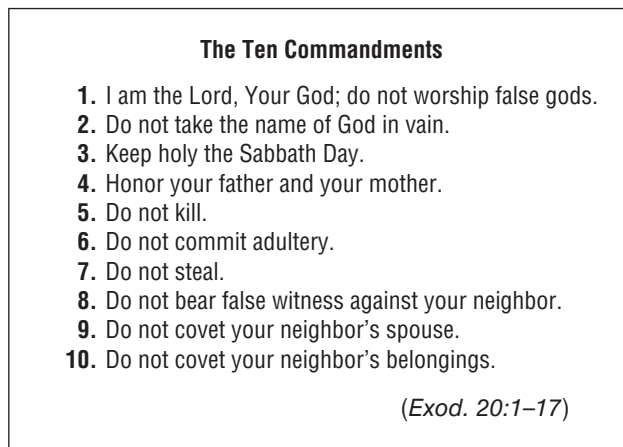 The Ten Commandments
1. I am the Lord, Your God; do not worship false gods.
2. Do not take the name of God in vain.
3. Keep holy the Sabbath Day.
4. Honor your father and your mother.
5. Do not kill.
6. Do not commit adultery.
7. Do not steal.
8. Do not bear false witness against your neighbor.
9. Do not covet your neighbor’s spouse.
10. Do not covet your neighbor’s belongings.
(Exod. 20:1–17)